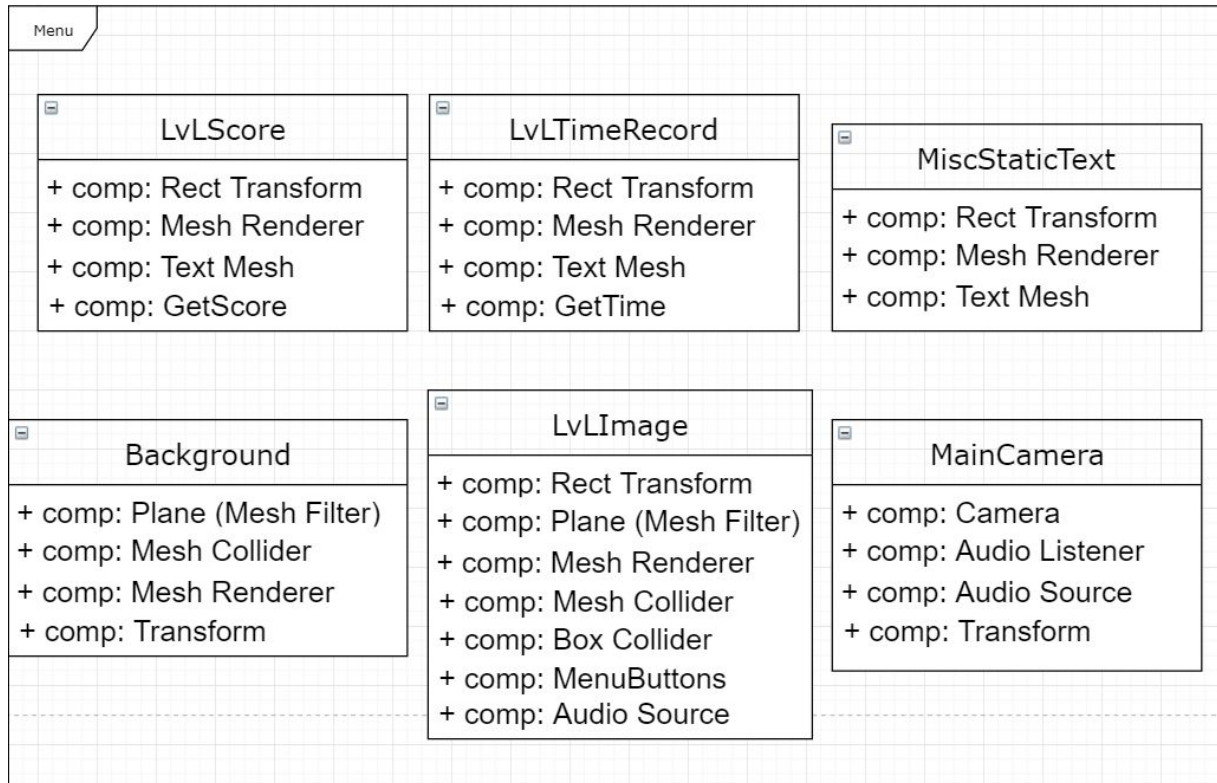 Menu
LvLScore
+ comp: Rect Transform
+ comp: Mesh Renderer
+ comp: Text Mesh
+ comp: GetScore
LvLTimeRecord
+ comp: Rect Transform
+ comp: Mesh Renderer
+ comp: Text Mesh
+ comp: GetTime
MiscStaticText
+ comp: Rect Transform
+ comp: Mesh Renderer
+ comp: Text Mesh
Background
+ comp: Plane (Mesh Filter)
+ comp: Mesh Collider
+ comp: Mesh Renderer
+ comp: Transform
LvLImage
+ comp: Rect Transform
+ comp: Plane (Mesh Filter)
+ comp: Mesh Renderer
+ comp: Mesh Collider
+ comp: Box Collider
+ comp: MenuButtons
+ comp: Audio Source
MainCamera
+ comp: Camera
+ comp: Audio Listener
+ comp: Audio Source
+ comp: Transform